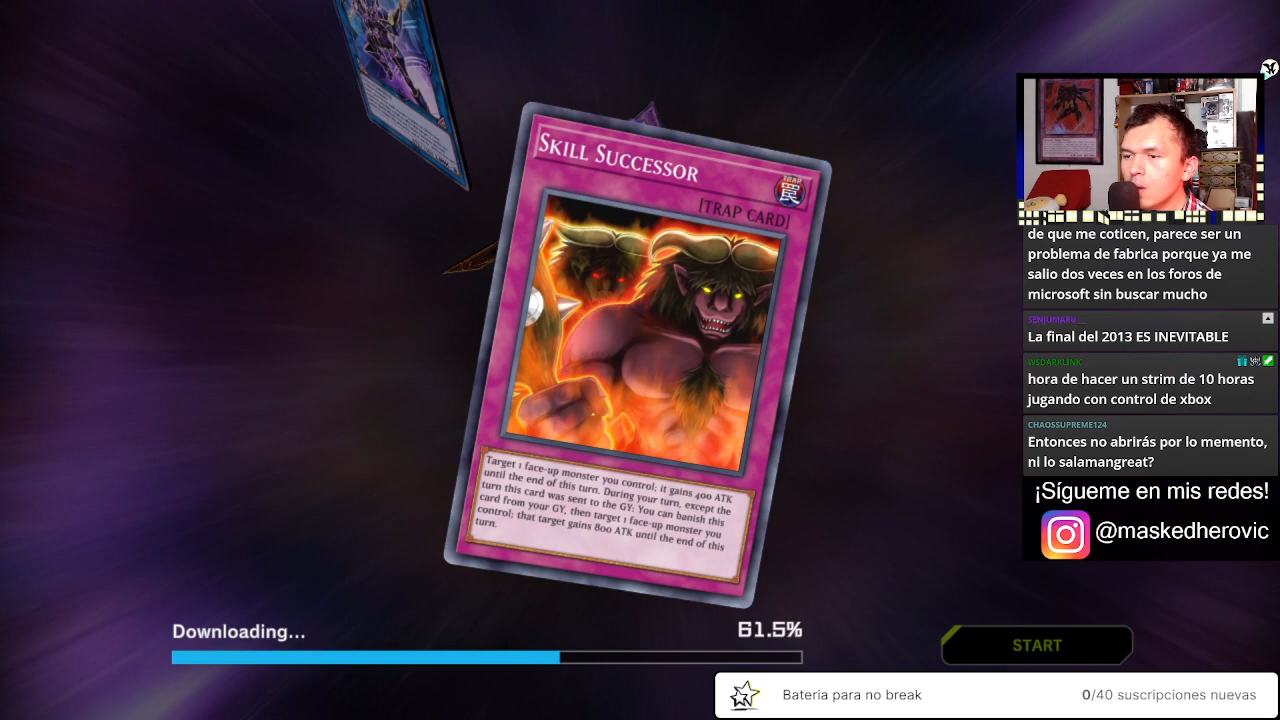 SKILL SUCCESSOR
TRAP
罠
[TRAP CARD]
Target 1 face-up monster you control; it gains 400 ATK
until the end of this turn. During your turn, except the
turn this card was sent to the GY: You can banish this
card from your GY, then target 1 face-up monster you
control; that target gains 800 ATK until the end of this
turn.
Downloading...
61.5%
START
de que me coticen, parece ser un
problema de fabrica porque ya me
salio dos veces en los foros de
microsoft sin buscar mucho
SENJUMARU__
La final del 2013 ES INEVITABLE
WSDARKLINK
hora de hacer un strim de 10 horas
jugando con control de xbox
CHAOSSUPREME124
Entonces no abrirás por lo memento,
ni lo salamangreat?
¡Sígueme en mis redes!
@maskedherovic
Bateria para no break
0/40 suscripciones nuevas